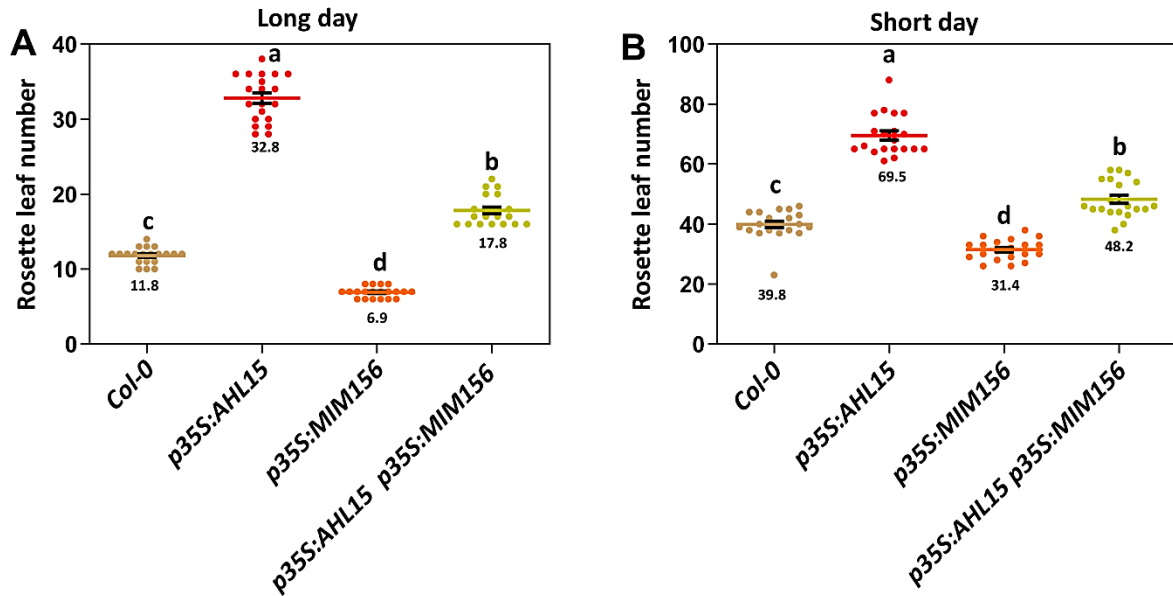 Long day
A
Rosette leaf number
40
30
20
10
0
c
11.8
a
32.8
d
6.9
b
17.8
Col-0
p35S:AHL15
p35S:MIM156
p35S:AHL15 p35S:MIM156
Short day
B
Rosette leaf number
100
80
60
40
20
0
c
39.8
a
69.5
d
31.4
b
48.2
Col-0
p35S:AHL15
p35S:MIM156
p35S:AHL15 p35S:MIM156